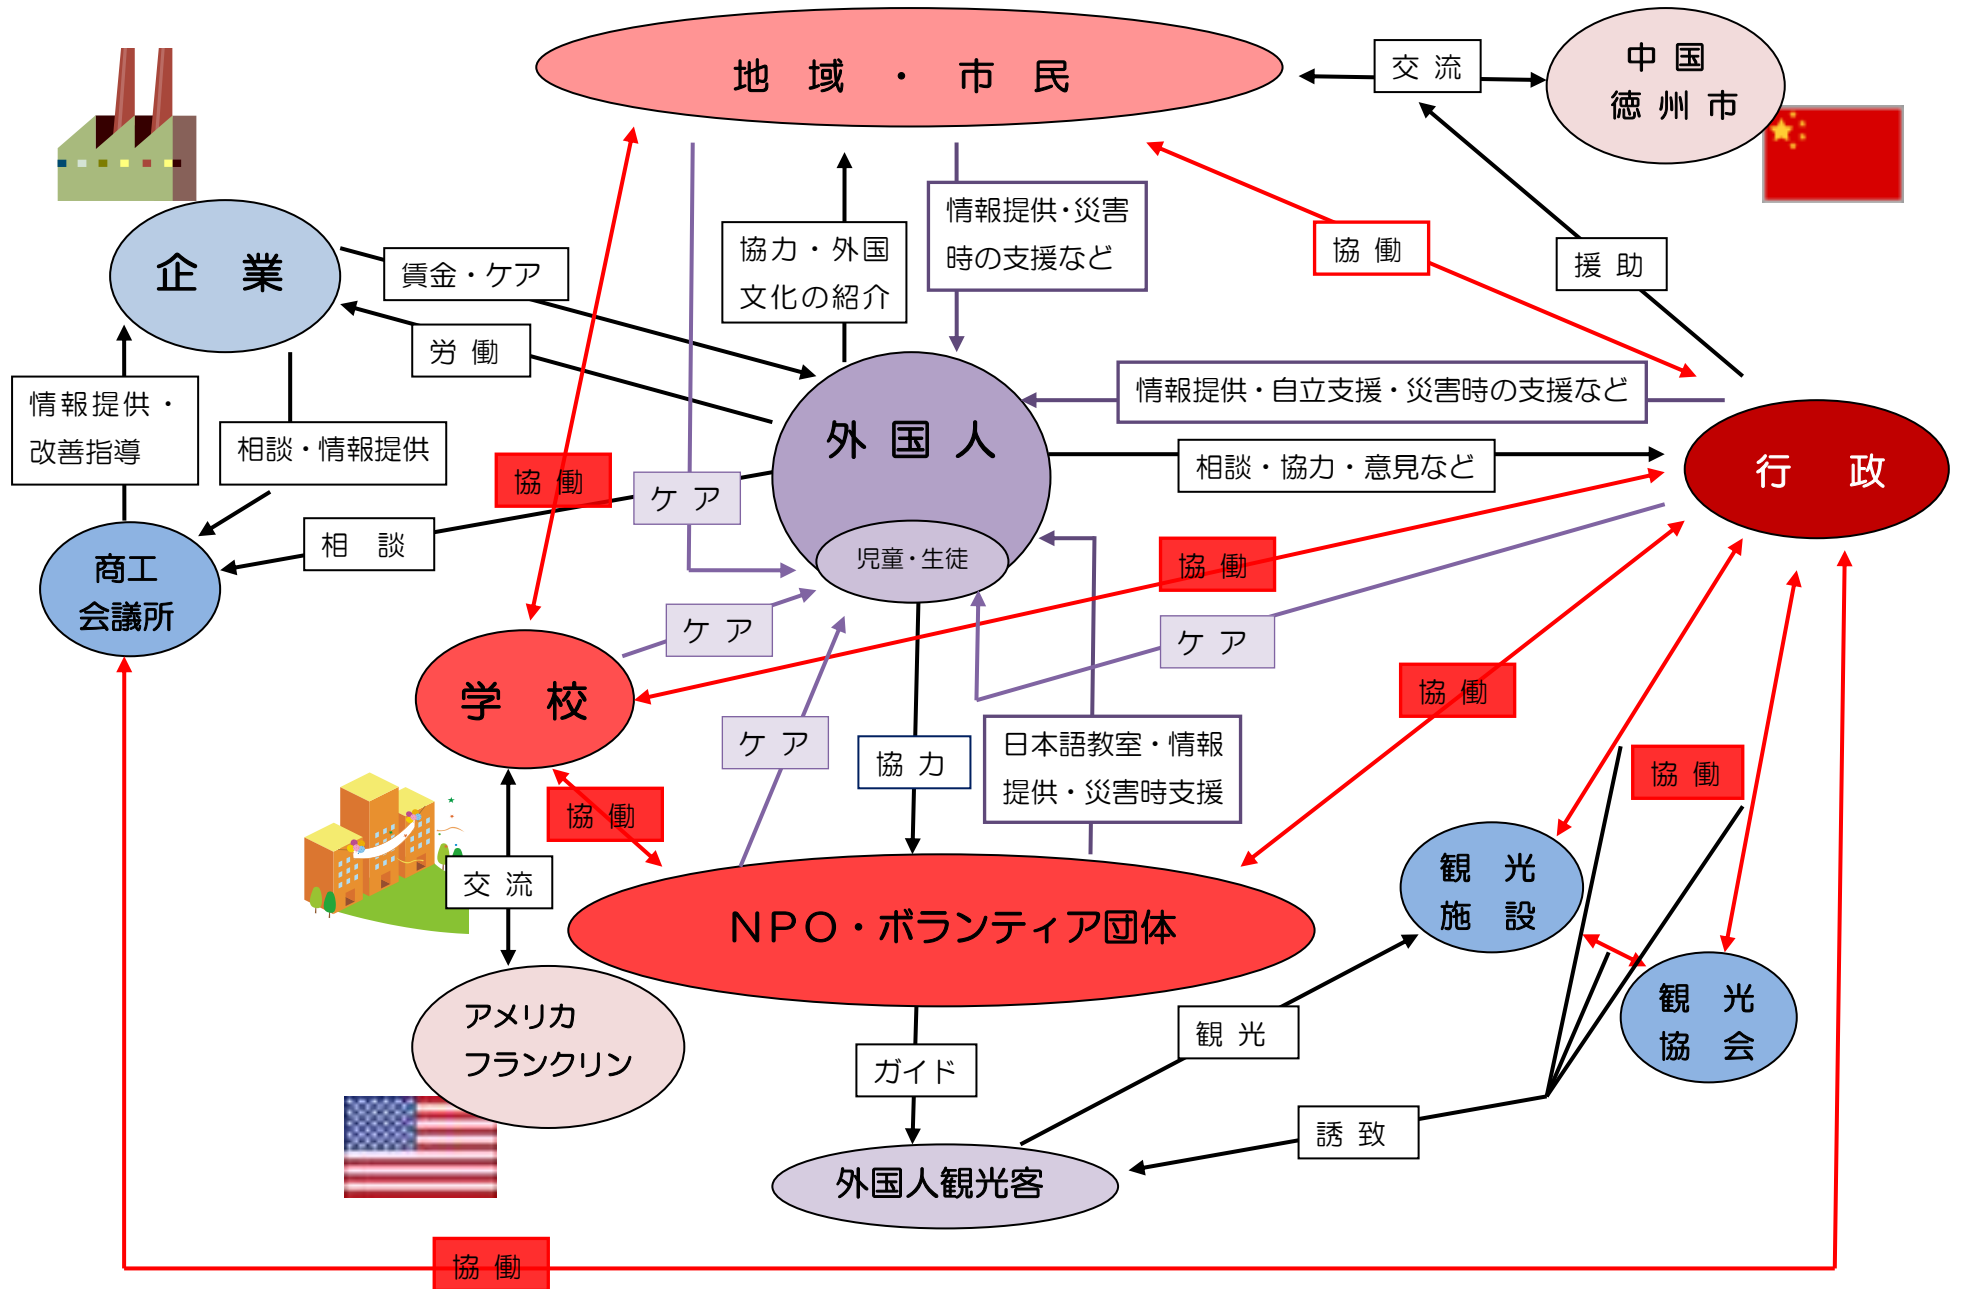 地 域 ・ 市 民
交 流
中 国
徳 州 市
情報提供・災害
時の支援など
協力・外国
文化の紹介
協 働
援 助
企 業
賃金・ケア
労 働
情報提供・
改善指導
相談・情報提供
情報提供・自立支援・災害時の支援など
外 国 人
相談・協力・意見など
行 政
協 働
ケ ア
相 談
児童・生徒
協 働
商工
会議所
ケ ア
ケ ア
学 校
協 働
ケ ア
協 力
日本語教室・情報
提供・災害時支援
協 働
協 働
交 流
観 光
施 設
NPO・ボランティア団体
アメリカ
フランクリン
観 光
協 会
観 光
ガイド
誘 致
外国人観光客
協 働